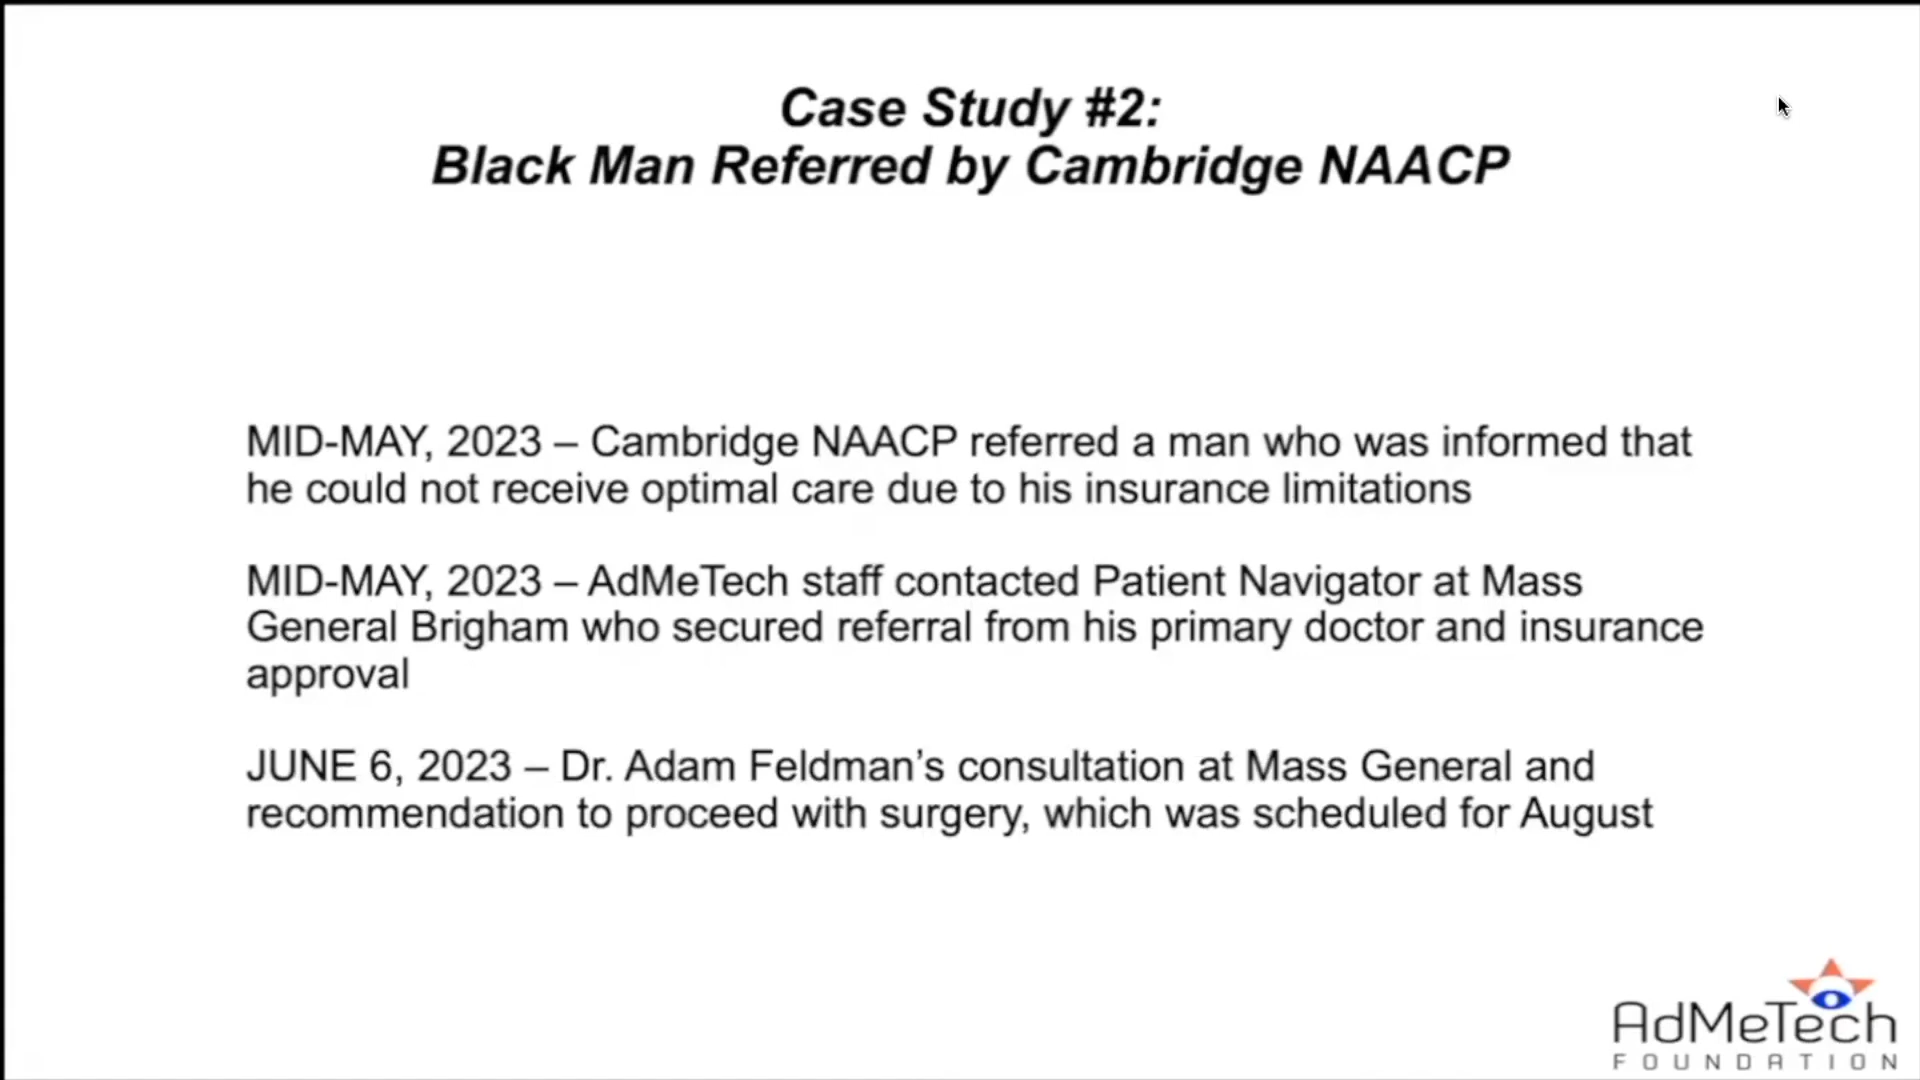 Case Study #2:
Black Man Referred by Cambridge NAACP
MID-MAY, 2023 – Cambridge NAACP referred a man who was informed that
he could not receive optimal care due to his insurance limitations
MID-MAY, 2023 – AdMeTech staff contacted Patient Navigator at Mass
General Brigham who secured referral from his primary doctor and insurance
approval
JUNE 6, 2023 – Dr. Adam Feldman’s consultation at Mass General and
recommendation to proceed with surgery, which was scheduled for August
AdMeTech
FOUNDATION